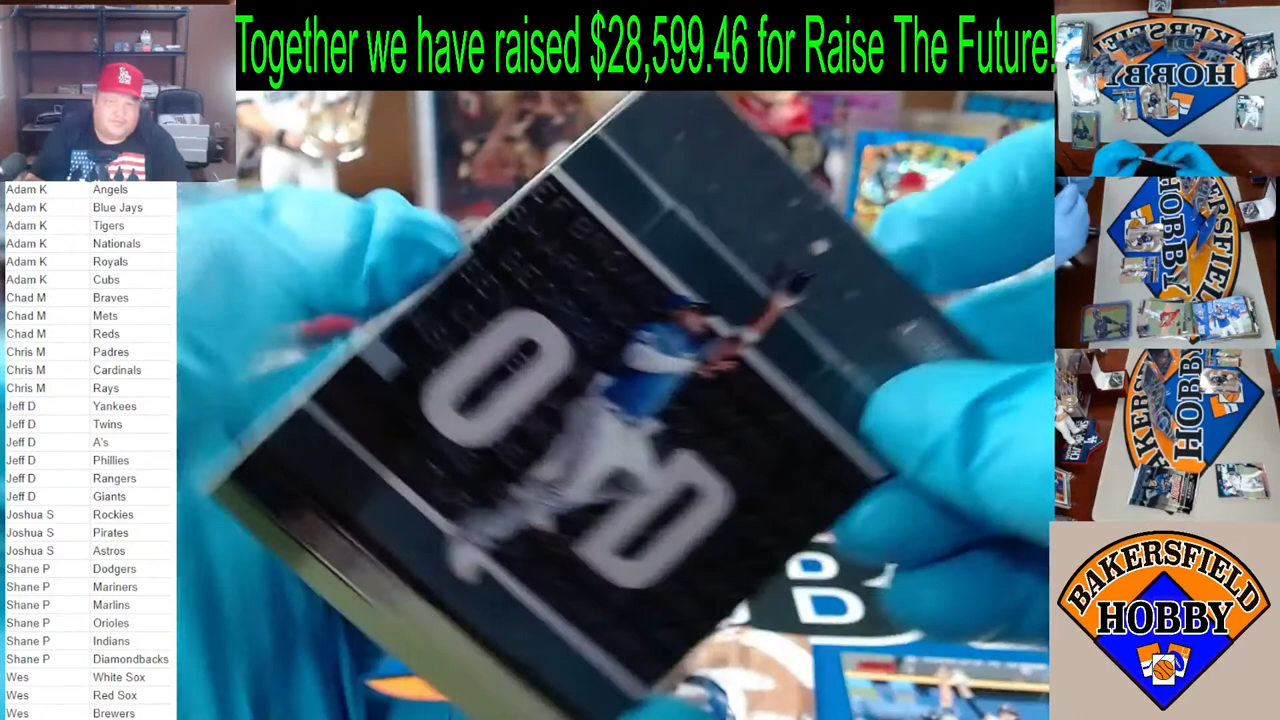 Together we have raised $28,599.46 for Raise The Future!
Adam K Angels
Adam K Blue Jays
Adam K Tigers
Adam K Nationals
Adam K Royals
Adam K Cubs
Chad M Braves
Chad M Mets
Chad M Reds
Chris M Padres
Chris M Cardinals
Chris M Rays
Jeff D Yankees
Jeff D Twins
Jeff D A's
Jeff D Phillies
Jeff D Rangers
Jeff D Giants
Joshua S Rockies
Joshua S Pirates
Joshua S Astros
Shane P Dodgers
Shane P Mariners
Shane P Marlins
Shane P Orioles
Shane P Indians
Shane P Diamondbacks
Wes White Sox
Wes Red Sox
Wes Brewers
HOBBY
HOBBY
HOBBY
BAKERSFIELD
HOBBY